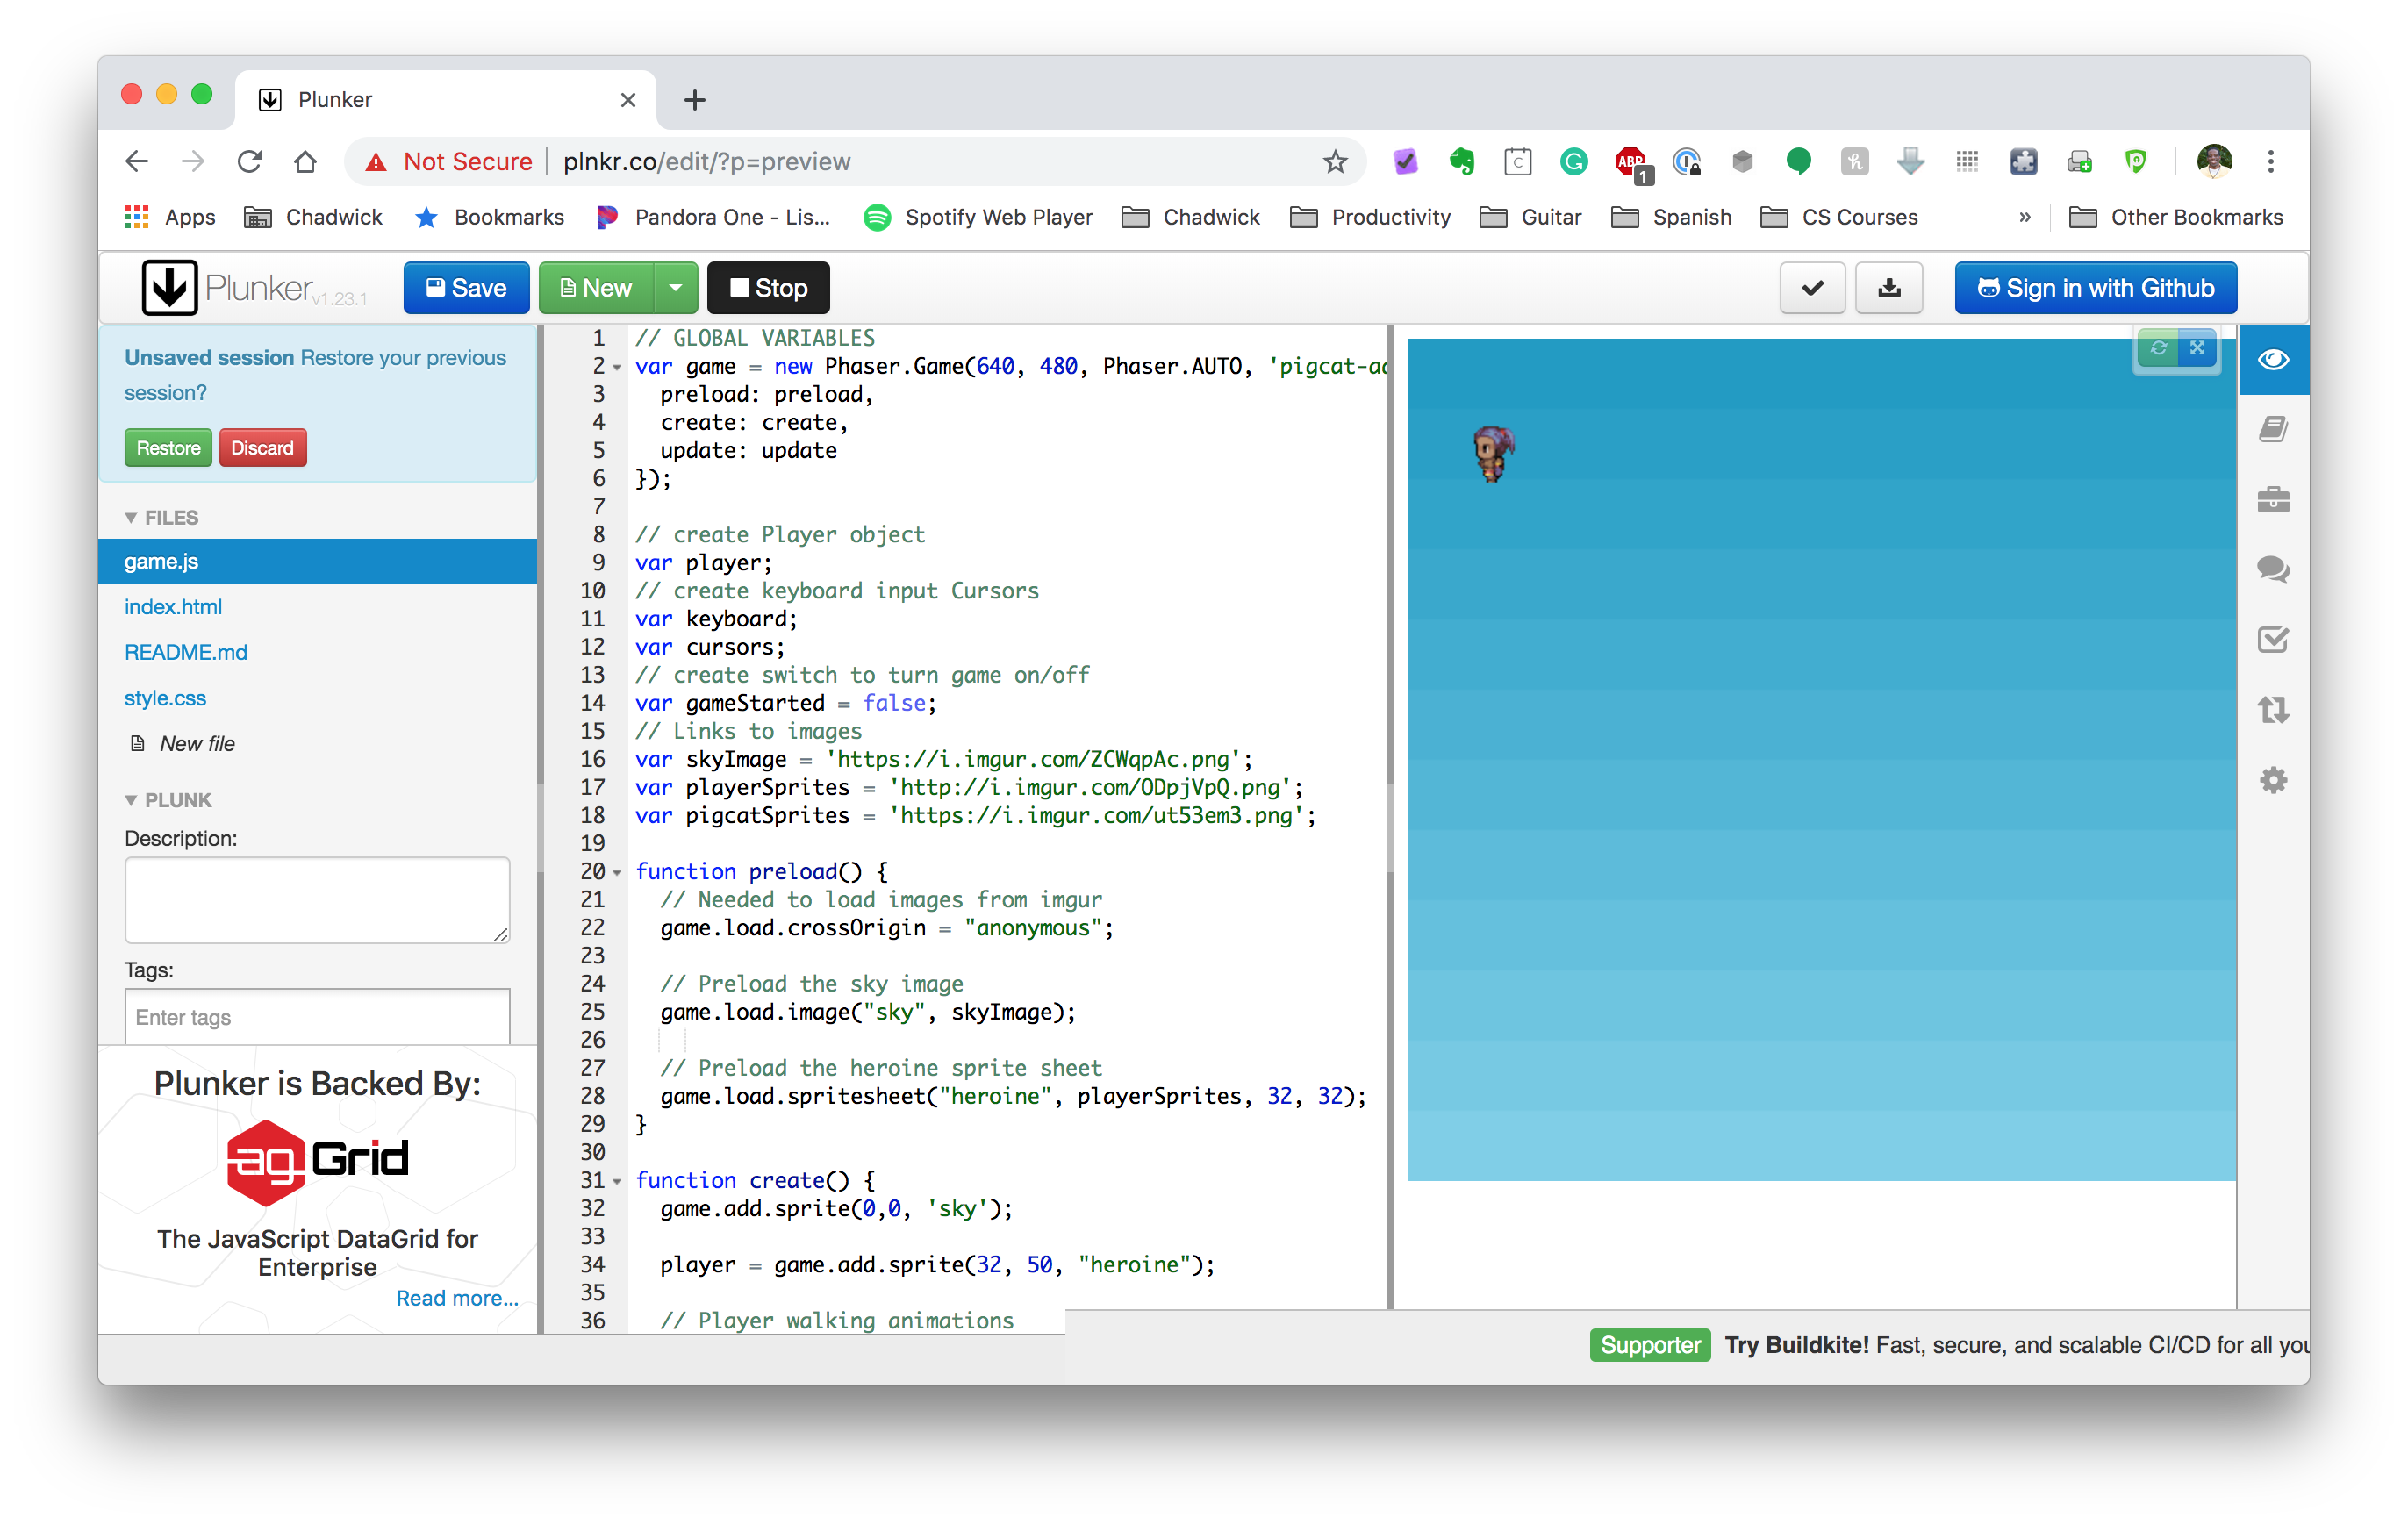 Plunker
Not Secure plnkr.co/edit/?p=preview
C
ABP
1
Apps Chadwick Bookmarks Pandora One - Lis... Spotify Web Player Chadwick Productivity Guitar Spanish CS Courses » Other Bookmarks
Plunker v1.23.1 Save New Stop Sign in with Github
Unsaved session Restore your previous
session?
Restore Discard
FILES
game.js
index.html
README.md
style.css
New file
PLUNK
Description:
Tags:
Enter tags
Plunker is Backed By:
ag Grid
The JavaScript DataGrid for
Enterprise
Read more...
1 // GLOBAL VARIABLES
2 var game = new Phaser.Game(640, 480, Phaser.AUTO, 'pigcat-ad
3 preload: preload,
4 create: create,
5 update: update
6 });
7
8 // create Player object
9 var player;
10 // create keyboard input Cursors
11 var keyboard;
12 var cursors;
13 // create switch to turn game on/off
14 var gameStarted = false;
15 // Links to images
16 var skyImage = 'https://i.imgur.com/ZCWqpAc.png';
17 var playerSprites = 'http://i.imgur.com/ODpjVpQ.png';
18 var pigcatSprites = 'https://i.imgur.com/ut53em3.png';
19
20 function preload() {
21 // Needed to load images from imgur
22 game.load.crossOrigin = "anonymous";
23
24 // Preload the sky image
25 game.load.image("sky", skyImage);
26
27 // Preload the heroine sprite sheet
28 game.load.spritesheet("heroine", playerSprites, 32, 32);
29 }
30
31 function create() {
32 game.add.sprite(0,0, 'sky');
33
34 player = game.add.sprite(32, 50, "heroine");
35
36 // Player walking animations
Supporter Try Buildkite! Fast, secure, and scalable CI/CD for all you